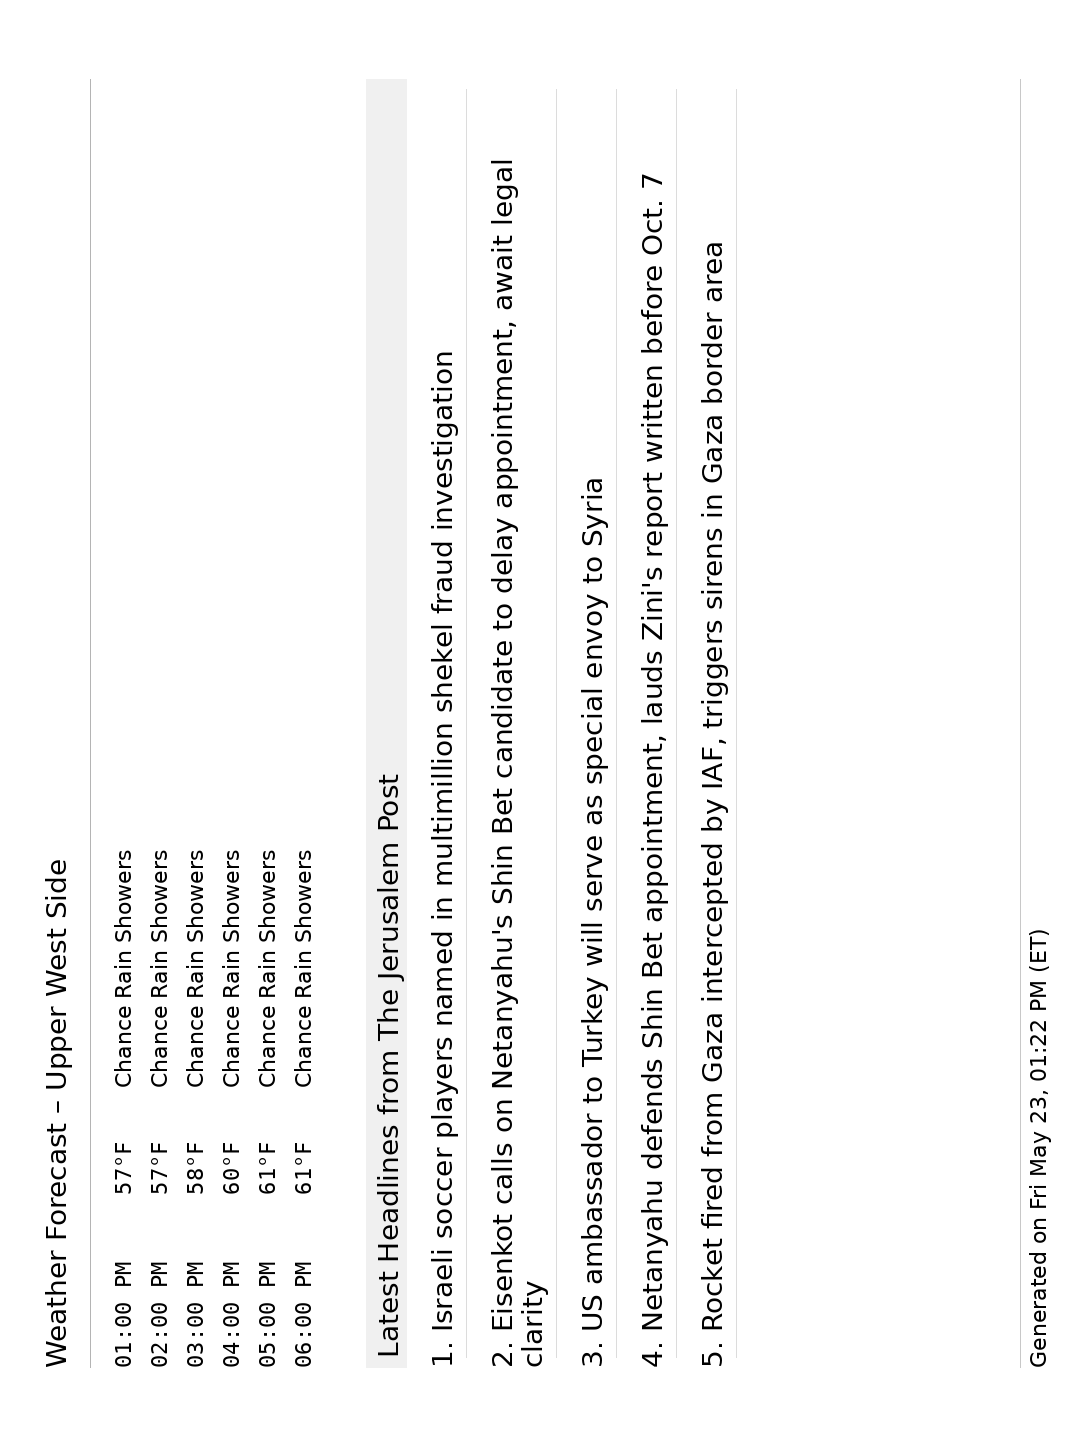 Weather Forecast – Upper West Side
01:00 PM 57°F Chance Rain Showers
02:00 PM 57°F Chance Rain Showers
03:00 PM 58°F Chance Rain Showers
04:00 PM 60°F Chance Rain Showers
05:00 PM 61°F Chance Rain Showers
06:00 PM 61°F Chance Rain Showers
Latest Headlines from The Jerusalem Post
1. Israeli soccer players named in multimillion shekel fraud investigation
2. Eisenkot calls on Netanyahu's Shin Bet candidate to delay appointment, await legal
clarity
3. US ambassador to Turkey will serve as special envoy to Syria
4. Netanyahu defends Shin Bet appointment, lauds Zini's report written before Oct. 7
5. Rocket fired from Gaza intercepted by IAF, triggers sirens in Gaza border area
Generated on Fri May 23, 01:22 PM (ET)